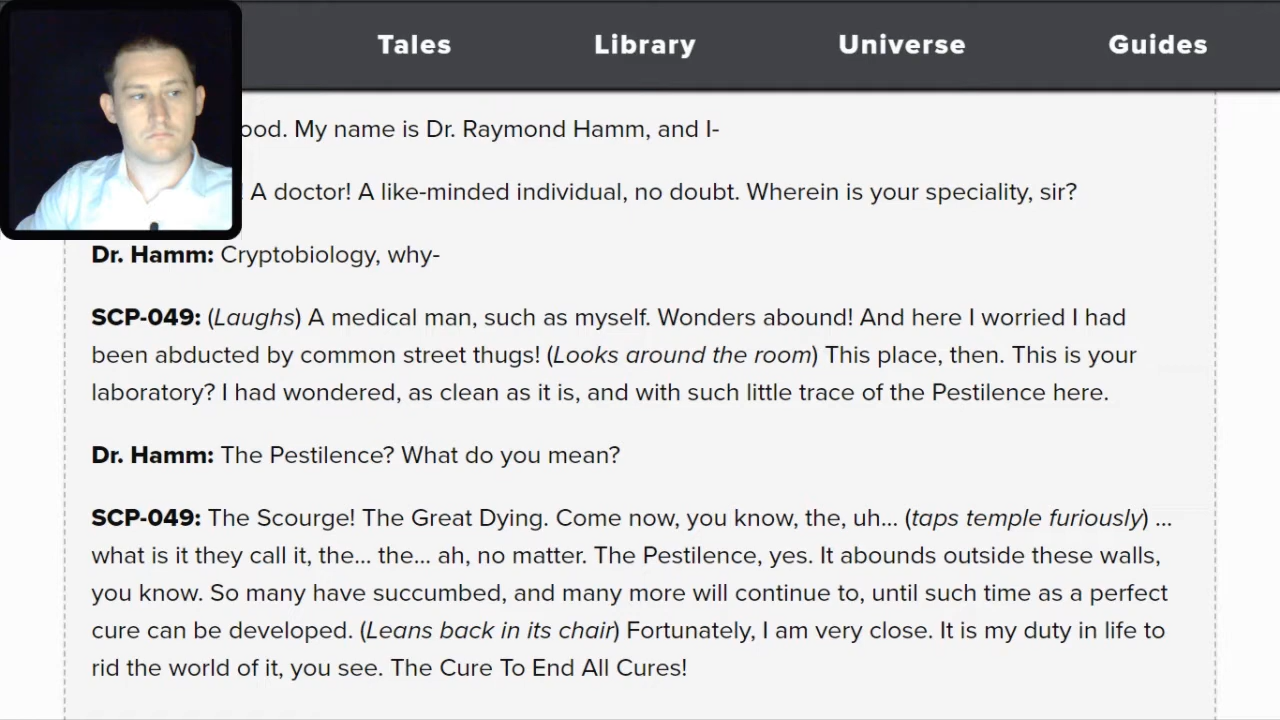 Tales Library Universe Guides
ood. My name is Dr. Raymond Hamm, and I-
! A doctor! A like-minded individual, no doubt. Wherein is your speciality, sir?
Dr. Hamm: Cryptobiology, why-
SCP-049: (Laughs) A medical man, such as myself. Wonders abound! And here I worried I had
been abducted by common street thugs! (Looks around the room) This place, then. This is your
laboratory? I had wondered, as clean as it is, and with such little trace of the Pestilence here.
Dr. Hamm: The Pestilence? What do you mean?
SCP-049: The Scourge! The Great Dying. Come now, you know, the, uh... (taps temple furiously) ...
what is it they call it, the... the... ah, no matter. The Pestilence, yes. It abounds outside these walls,
you know. So many have succumbed, and many more will continue to, until such time as a perfect
cure can be developed. (Leans back in its chair) Fortunately, I am very close. It is my duty in life to
rid the world of it, you see. The Cure To End All Cures!